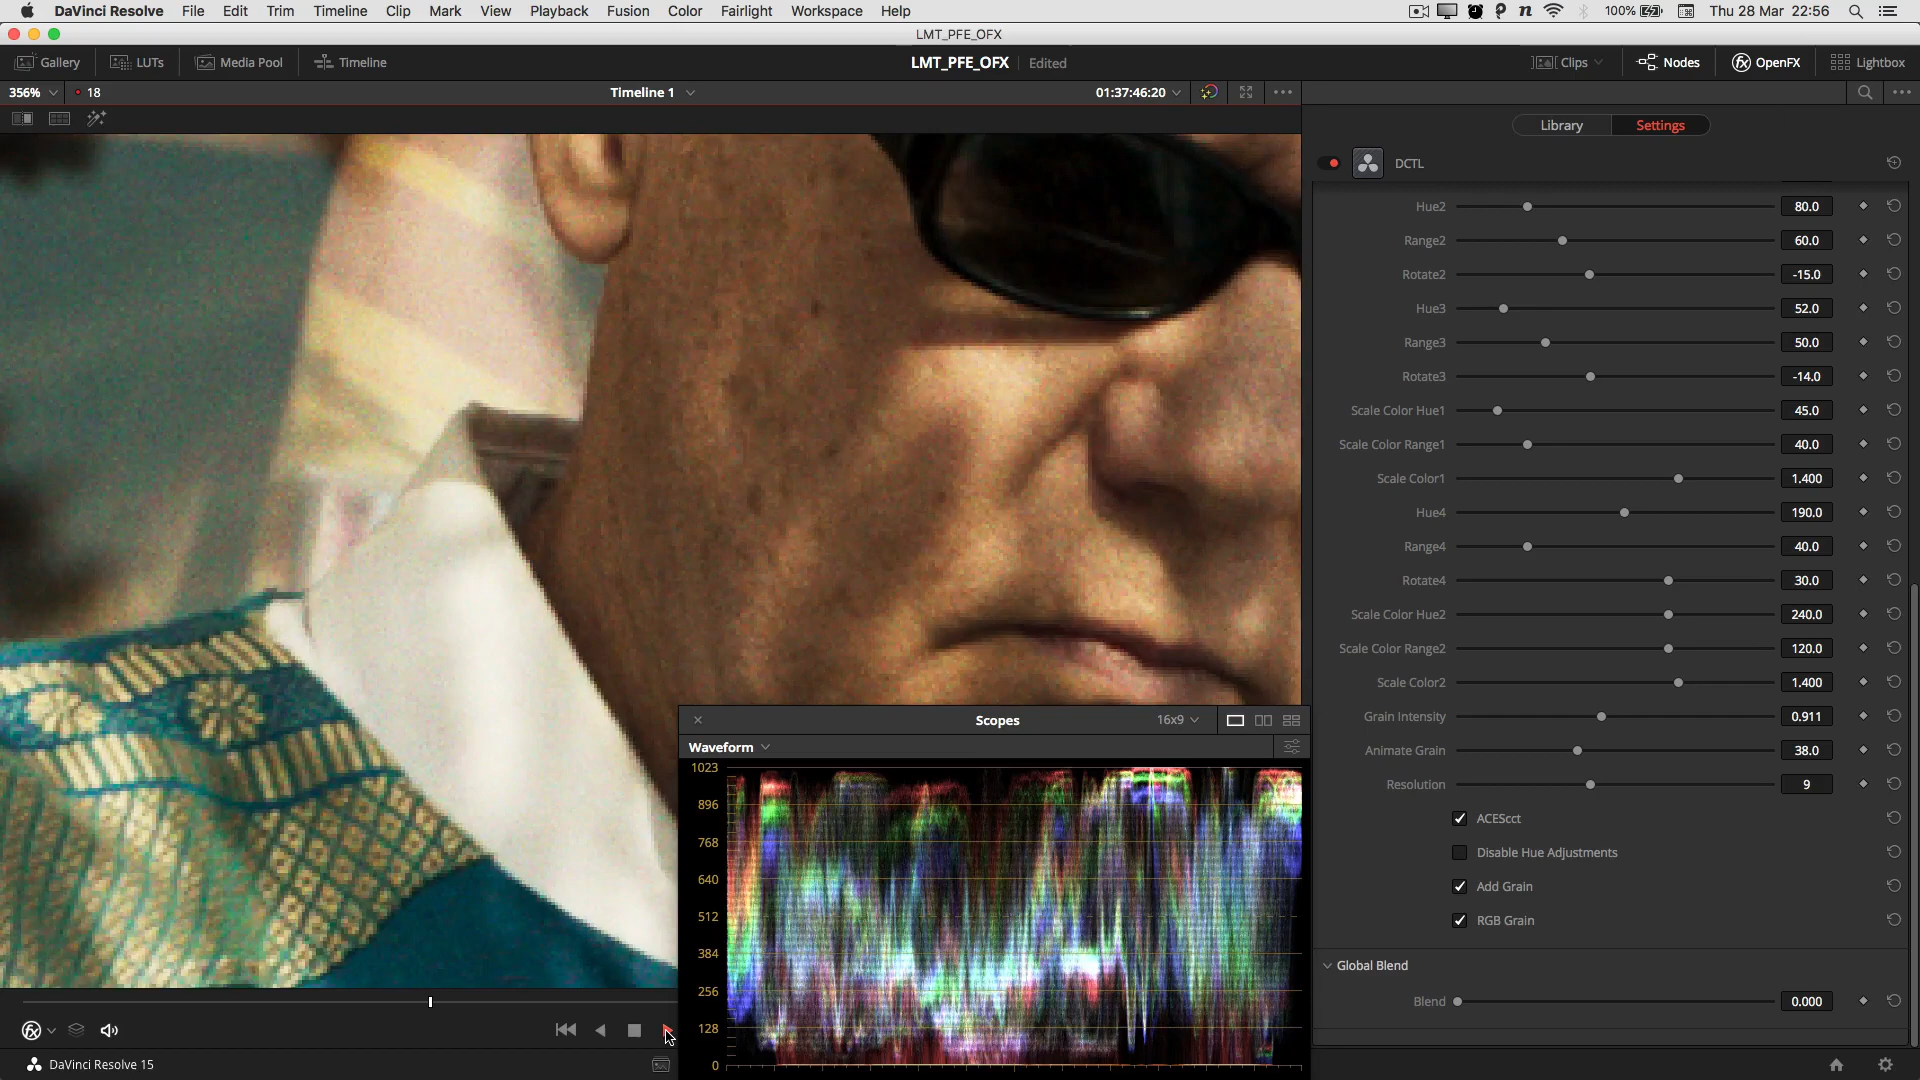 DaVinci Resolve File Edit Trim Timeline Clip Mark View Playback Fusion Color Fairlight Workspace Help 100% Thu 28 Mar 22:56
LMT_PFE_OFX
Gallery LUTs Media Pool Timeline LMT_PFE_OFX Edited Clips Nodes OpenFX Lightbox
356% 18 Timeline 1 01:37:46:20
Library Settings
DCTL
Hue2 80.0
Range2 60.0
Rotate2 -15.0
Hue3 52.0
Range3 50.0
Rotate3 -14.0
Scale Color Hue1 45.0
Scale Color Range1 40.0
Scale Color1 1.400
Hue4 190.0
Range4 40.0
Rotate4 30.0
Scale Color Hue2 240.0
Scale Color Range2 120.0
Scale Color2 1.400
Grain Intensity 0.911
Animate Grain 38.0
Resolution 9
ACEScct
Disable Hue Adjustments
Add Grain
RGB Grain
Global Blend
Blend 0.000
Scopes 16x9
Waveform
1023
896
768
640
512
384
256
128
0
DaVinci Resolve 15